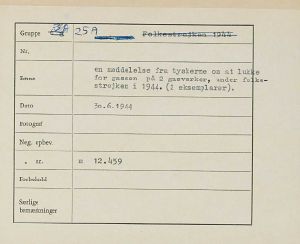 Gruppe 25A Folkestrejken 1944
Nr.
Emne en meddelelse fra tyskerne om at lukke
for gassen på 2 gasværker, under folke-
strejken i 1944. (2 eksemplarer).
Dato 30.6.1944
Fotograf
Neg. opbev.
„ nr. = 12.459
Forbehold
Særlige
bemærkninger